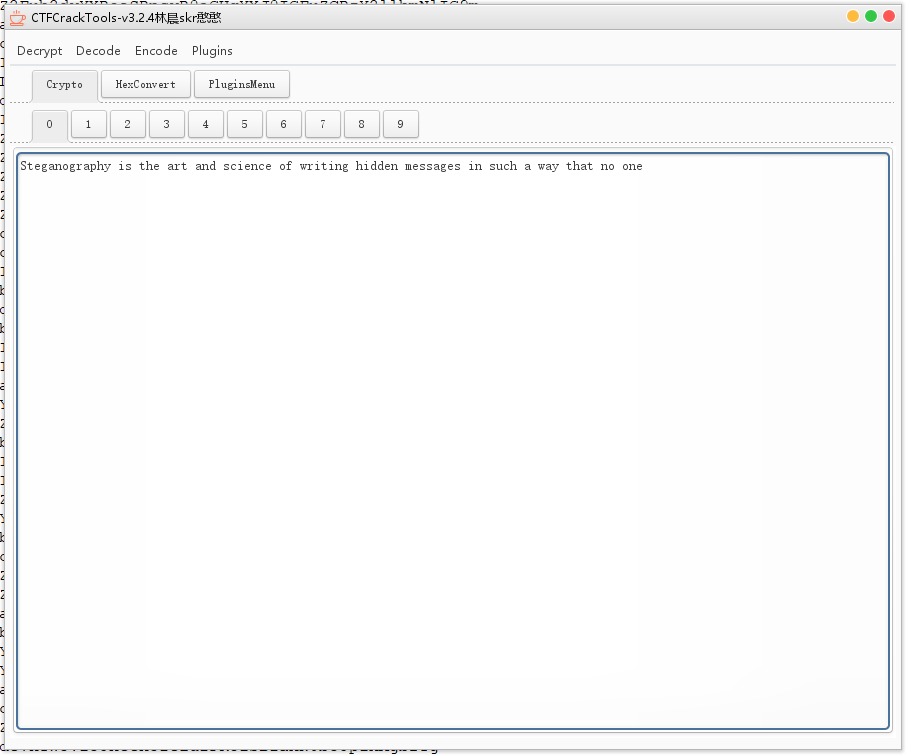 CTFCrackTools-v3.2.4林晨skr憨憨
Decrypt Decode Encode Plugins
Crypto HexConvert PluginsMenu
0 1 2 3 4 5 6 7 8 9
Steganography is the art and science of writing hidden messages in such a way that no one